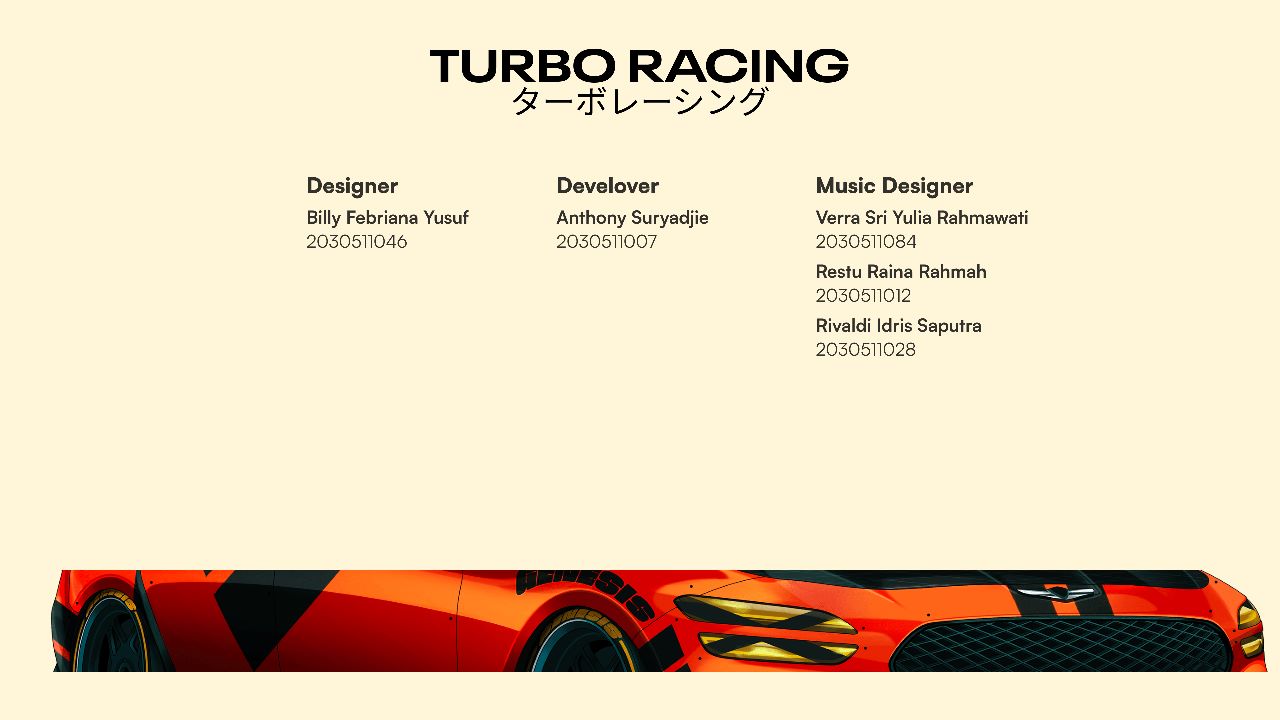 TURBO RACING
ターボレーシング
Designer
Billy Febriana Yusuf
2030511046
Develover
Anthony Suryadjie
2030511007
Music Designer
Verra Sri Yulia Rahmawati
2030511084
Restu Raina Rahmah
2030511012
Rivaldi Idris Saputra
2030511028
GENESIS